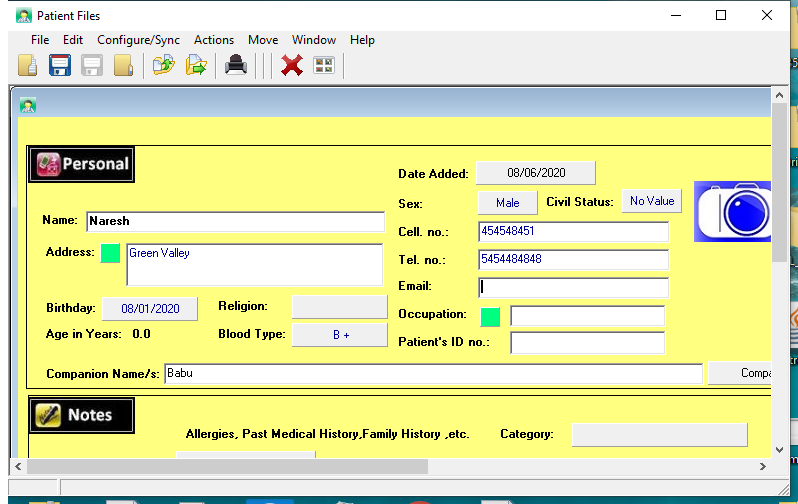 Patient Files
File Edit Configure/Sync Actions Move Window Help
Personal
Date Added: 08/06/2020
Sex: Male Civil Status: No Value
Name: Naresh
Cell. no.: 454548451
Address: Green Valley
Tel. no.: 5454484848
Email:
Birthday: 08/01/2020 Religion:
Occupation:
Age in Years: 0.0 Blood Type: B +
Patient's ID no.:
Companion Name/s: Babu Compa
Notes
Allergies, Past Medical History,Family History ,etc. Category: